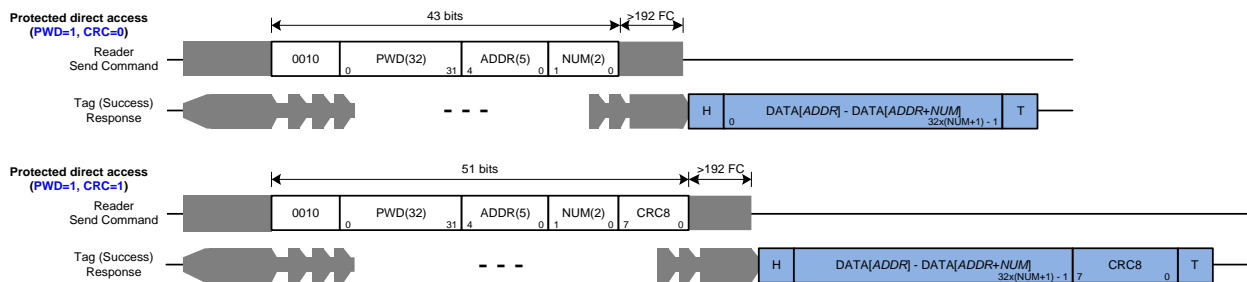 Protected direct access
(PWD=1, CRC=0)
43 bits
>192 FC
Reader
Send Command
0010
0 PWD(32) 31
4 ADDR(5) 0
1 NUM(2) 0
Tag (Success)
Response
- - -
H
DATA[ADDR] - DATA[ADDR+NUM]
0 32x(NUM+1) - 1
T
Protected direct access
(PWD=1, CRC=1)
51 bits
>192 FC
Reader
Send Command
0010
0 PWD(32) 31
4 ADDR(5) 0
1 NUM(2) 0
7 CRC8 0
Tag (Success)
Response
- - -
H
DATA[ADDR] - DATA[ADDR+NUM]
32x(NUM+1) - 1
7 CRC8 0
T